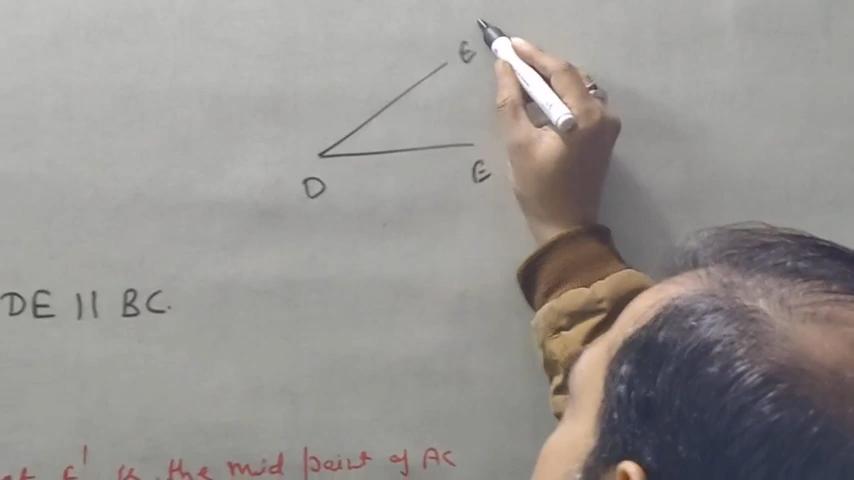 E
D
E
DE || BC.
E' is the mid point of AC